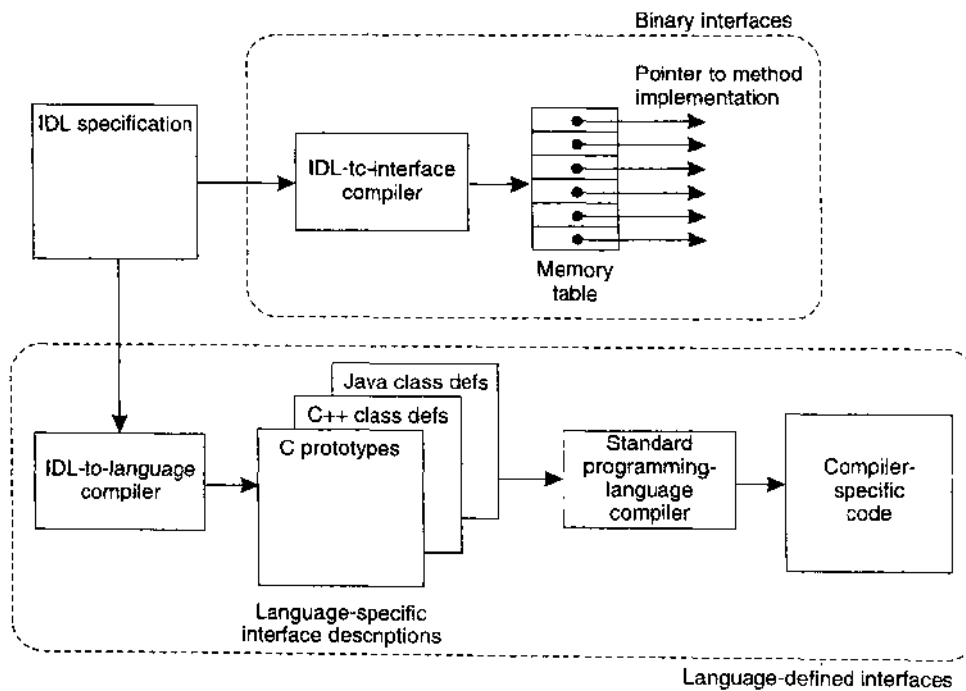 Binary interfaces
Pointer to method
implementation
IDL specification
IDL-to-interface
compiler
Memory
table
Java class defs
C++ class defs
C prototypes
IDL-to-language
compiler
Standard
programming-
language
compiler
Compiler-
specific
code
Language-specific
interface descriptions
Language-defined interfaces